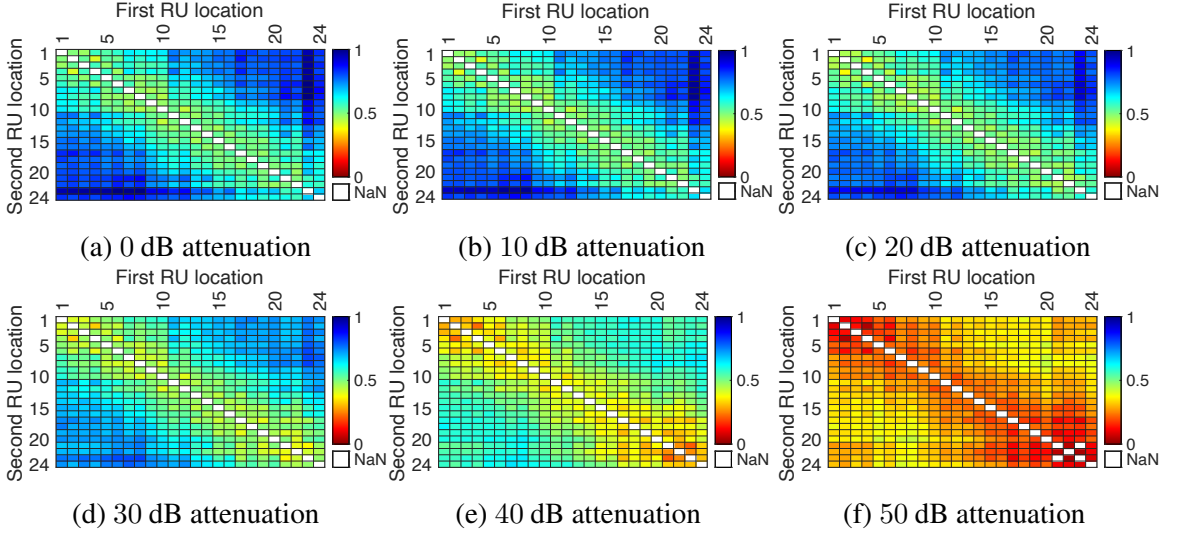 First RU location
First RU location
First RU location
1 5 10 15 20 24
1 5 10 15 20 24
1 5 10 15 20 24
Second RU location
1
5
10
15
20
24
1
0.5
0
NaN
Second RU location
1
5
10
15
20
24
1
0.5
0
NaN
Second RU location
1
5
10
15
20
24
1
0.5
0
NaN
(a) 0 dB attenuation
(b) 10 dB attenuation
(c) 20 dB attenuation
First RU location
First RU location
First RU location
1 5 10 15 20 24
1 5 10 15 20 24
1 5 10 15 20 24
Second RU location
1
5
10
15
20
24
1
0.5
0
NaN
Second RU location
1
5
10
15
20
24
1
0.5
0
NaN
Second RU location
1
5
10
15
20
24
1
0.5
0
NaN
(d) 30 dB attenuation
(e) 40 dB attenuation
(f) 50 dB attenuation